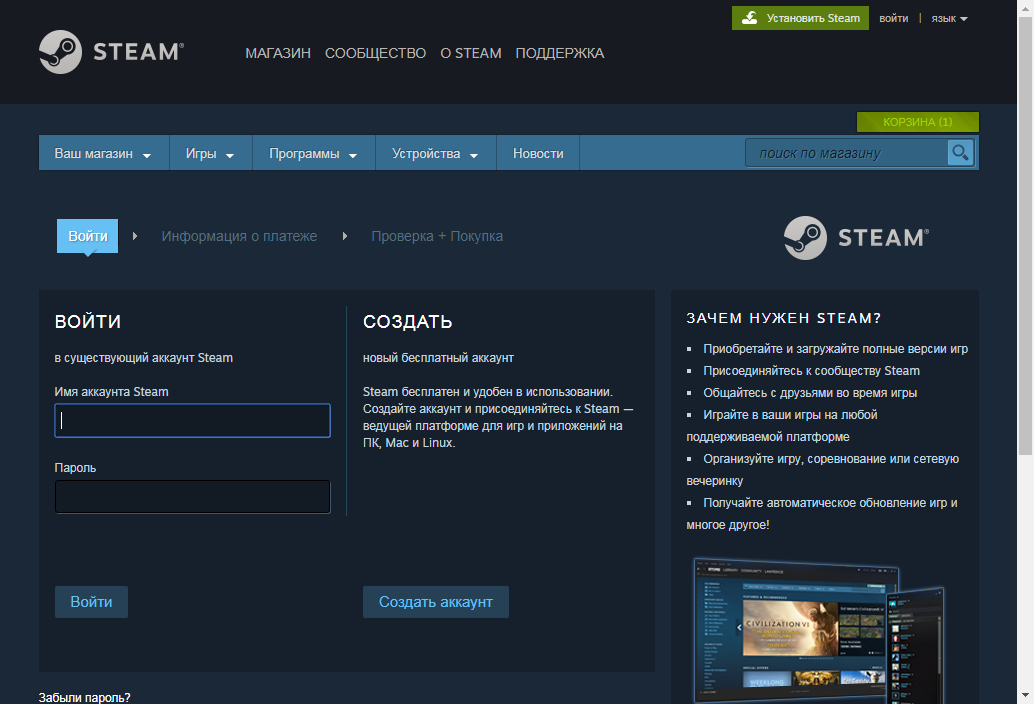 Установить Steam
войти | язык
STEAM®
МАГАЗИН СООБЩЕСТВО О STEAM ПОДДЕРЖКА
КОРЗИНА (1)
Ваш магазин Игры Программы Устройства Новости
поиск по магазину
Войти Информация о платеже Проверка + Покупка
STEAM®
ВОЙТИ
в существующий аккаунт Steam
Имя аккаунта Steam
Пароль
Войти
СОЗДАТЬ
новый бесплатный аккаунт
Steam бесплатен и удобен в использовании.
Создайте аккаунт и присоединяйтесь к Steam —
ведущей платформе для игр и приложений на
ПК, Mac и Linux.
Создать аккаунт
Забыли пароль?
ЗАЧЕМ НУЖЕН STEAM?
▪ Приобретайте и загружайте полные версии игр
▪ Присоединяйтесь к сообществу Steam
▪ Общайтесь с друзьями во время игры
▪ Играйте в ваши игры на любой
поддерживаемой платформе
▪ Организуйте игру, соревнование или сетевую
вечеринку
▪ Получайте автоматическое обновление игр и
многое другое!
STORE LIBRARY COMMUNITY
CIVILIZATION VI
WEEKLONG